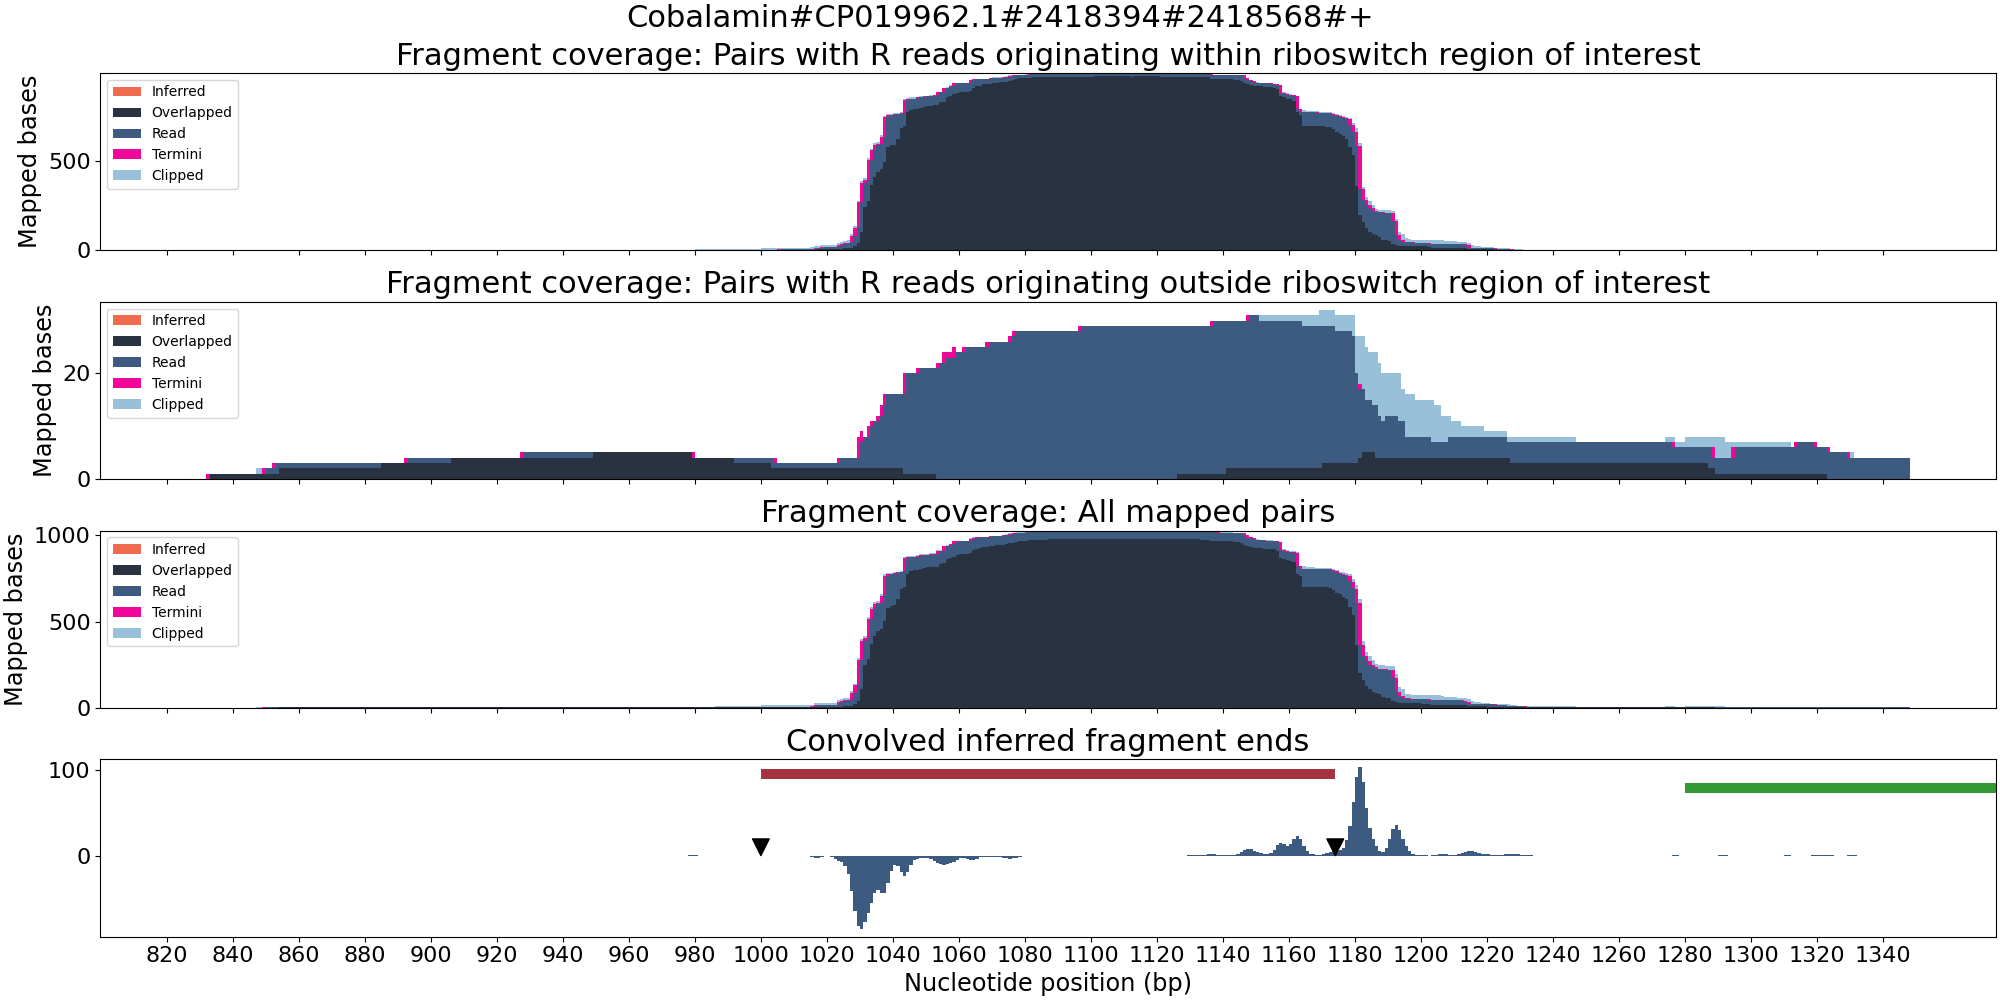 Cobalamin#CP019962.1#2418394#2418568#+
Fragment coverage: Pairs with R reads originating within riboswitch region of interest
Mapped bases
500
0
Inferred
Overlapped
Read
Termini
Clipped
Fragment coverage: Pairs with R reads originating outside riboswitch region of interest
Mapped bases
20
0
Inferred
Overlapped
Read
Termini
Clipped
Fragment coverage: All mapped pairs
Mapped bases
1000
500
0
Inferred
Overlapped
Read
Termini
Clipped
Convolved inferred fragment ends
100
0
820 840 860 880 900 920 940 960 980 1000 1020 1040 1060 1080 1100 1120 1140 1160 1180 1200 1220 1240 1260 1280 1300 1320 1340
Nucleotide position (bp)